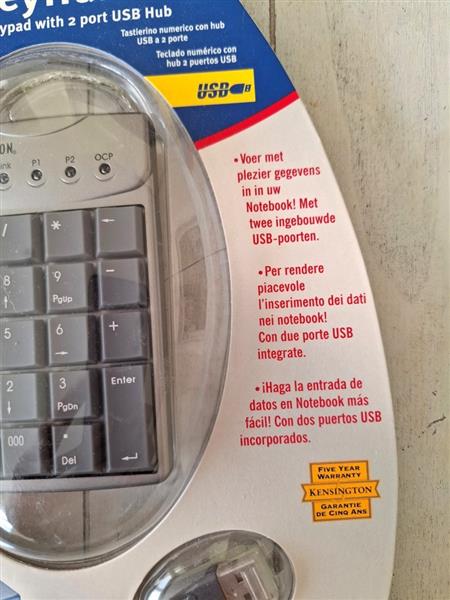 ypad with 2 port USB Hub
Tastierino numerico con hub
USB a 2 porte
Teclado numérico con
hub 2 puertos USB
USB
ON.
ink P1 P2 OCP
/ * ←
8 ↑ 9 PgUp -
5 6 → +
2 ↓ 3 PgDn Enter
000 . Del
• Voer met
plezier gegevens
in in uw
Notebook! Met
twee ingebouwde
USB-poorten.
• Per rendere
piacevole
l'inserimento dei dati
nei notebook!
Con due porte USB
integrate.
• ¡Haga la entrada de
datos en Notebook más
fácil! Con dos puertos USB
incorporados.
FIVE YEAR
WARRANTY
KENSINGTON
GARANTIE
DE CINQ ANS